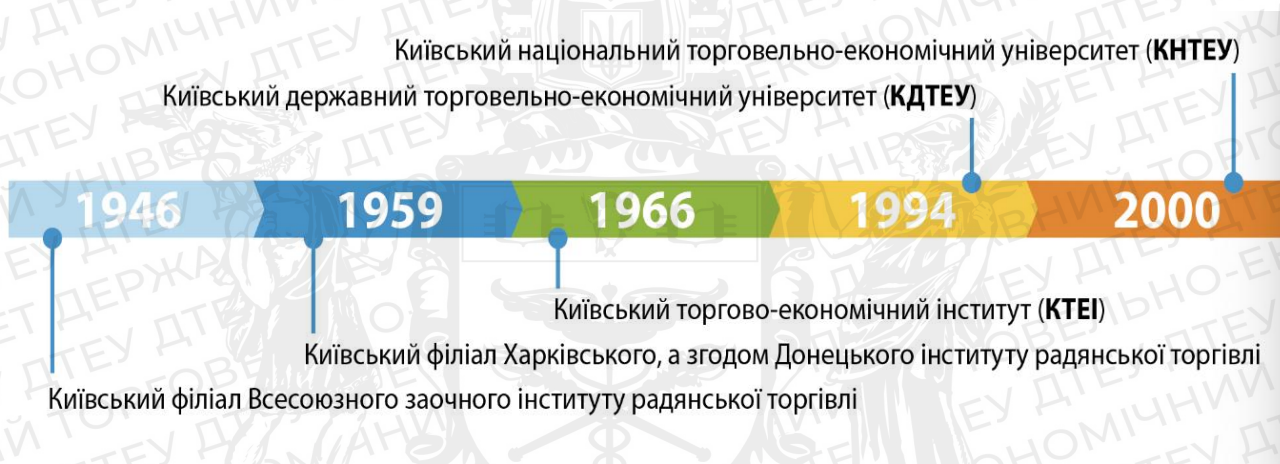 Київський національний торговельно-економічний університет (КНТЕУ)
Київський державний торговельно-економічний університет (КДТЕУ)
1946 1959 1966 1994 2000
Київський торгово-економічний інститут (КТЕІ)
Київський філіал Харківського, а згодом Донецького інституту радянської торгівлі
Київський філіал Всесоюзного заочного інституту радянської торгівлі